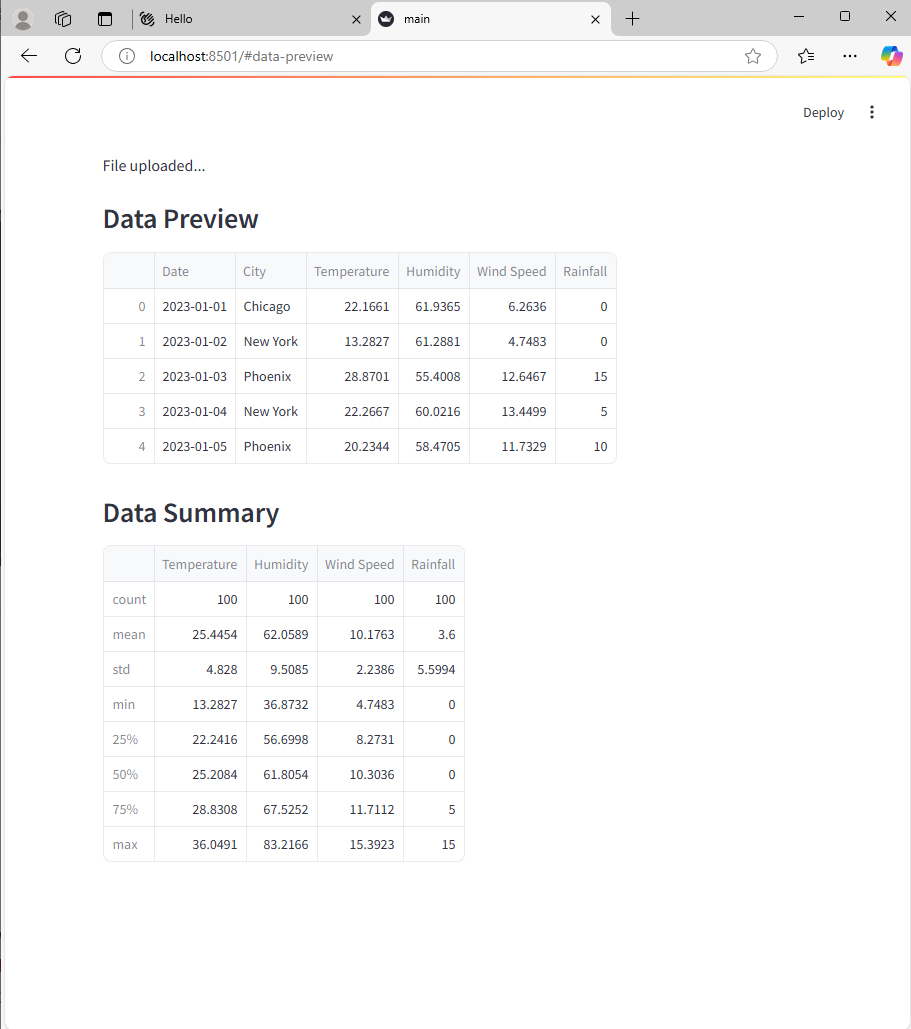 Hello
main
localhost:8501/#data-preview
Deploy
File uploaded...
Data Preview
Date City Temperature Humidity Wind Speed Rainfall
0 2023-01-01 Chicago 22.1661 61.9365 6.2636 0
1 2023-01-02 New York 13.2827 61.2881 4.7483 0
2 2023-01-03 Phoenix 28.8701 55.4008 12.6467 15
3 2023-01-04 New York 22.2667 60.0216 13.4499 5
4 2023-01-05 Phoenix 20.2344 58.4705 11.7329 10
Data Summary
Temperature Humidity Wind Speed Rainfall
count 100 100 100 100
mean 25.4454 62.0589 10.1763 3.6
std 4.828 9.5085 2.2386 5.5994
min 13.2827 36.8732 4.7483 0
25% 22.2416 56.6998 8.2731 0
50% 25.2084 61.8054 10.3036 0
75% 28.8308 67.5252 11.7112 5
max 36.0491 83.2166 15.3923 15